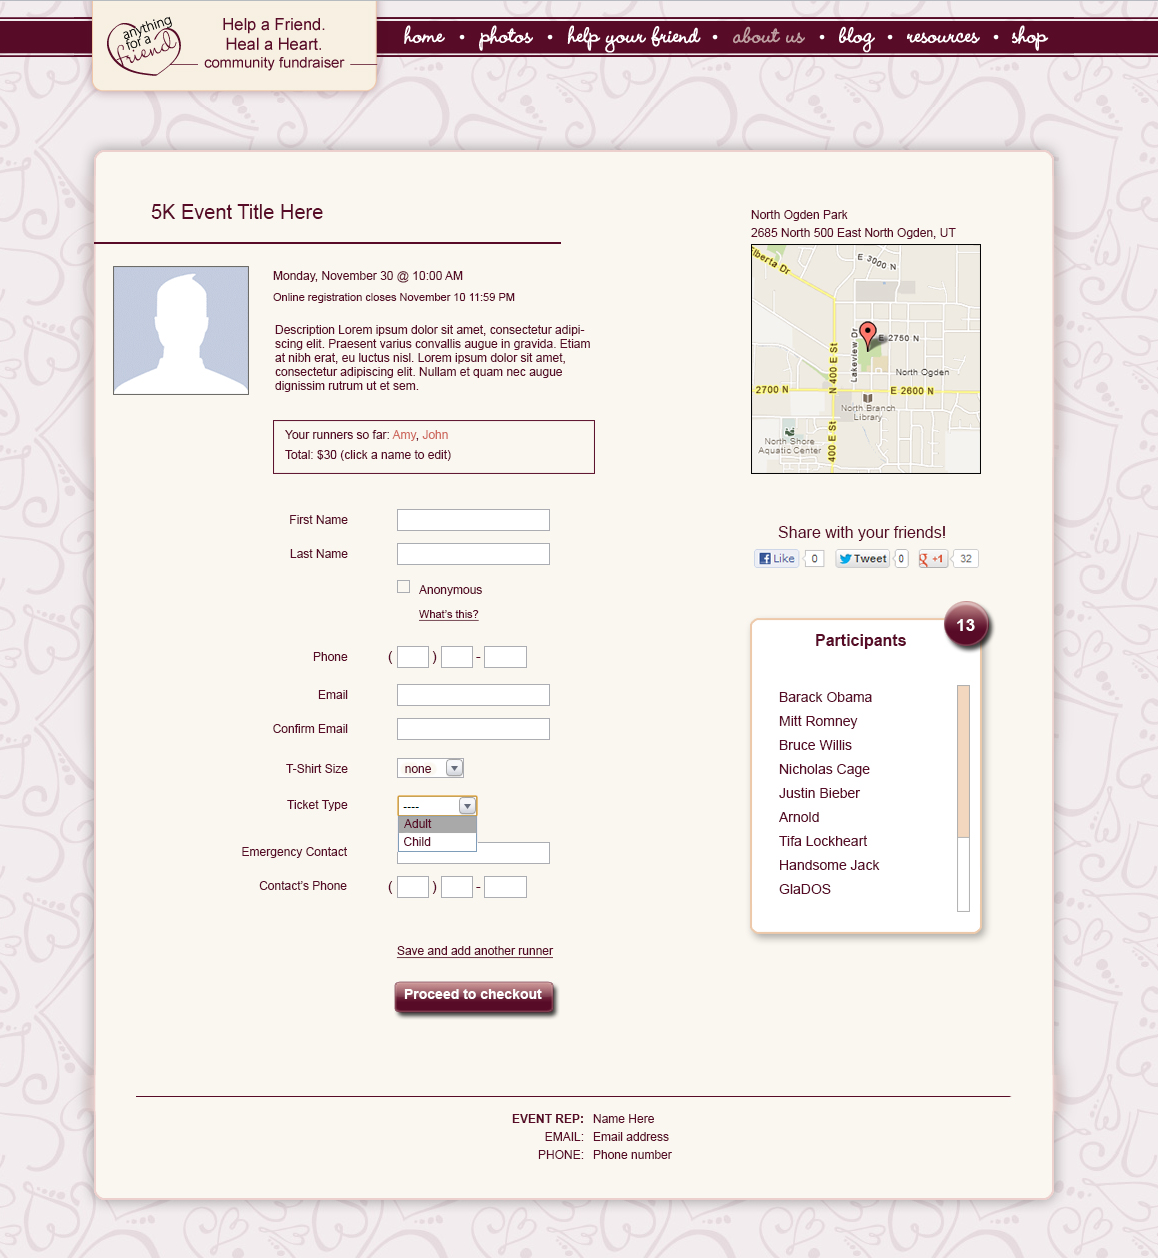 anything
for a
friend
Help a Friend.
Heal a Heart.
community fundraiser
home • photos • help your friend • about us • blog • resources • shop
5K Event Title Here
Monday, November 30 @ 10:00 AM
Online registration closes November 10 11:59 PM
Description Lorem ipsum dolor sit amet, consectetur adipi-
scing elit. Praesent varius convallis augue in gravida. Etiam
at nibh erat, eu luctus nisl. Lorem ipsum dolor sit amet,
consectetur adipiscing elit. Nullam et quam nec augue
dignissim rutrum ut et sem.
Your runners so far: Amy, John
Total: $30 (click a name to edit)
First Name
Last Name
Anonymous
What's this?
Phone ( ) -
Email
Confirm Email
T-Shirt Size none
Ticket Type ----
Adult
Child
Emergency Contact
Contact's Phone ( ) -
Save and add another runner
Proceed to checkout
North Ogden Park
2685 North 500 East North Ogden, UT
Elberta Dr
E 3000 N
Lakeview Dr
E 2750 N
N 400 E St
North Ogden
2700 N
E 2600 N
North Branch
Library
400 E St
North Shore
Aquatic Center
Share with your friends!
Like 0 Tweet 0 g +1 32
13
Participants
Barack Obama
Mitt Romney
Bruce Willis
Nicholas Cage
Justin Bieber
Arnold
Tifa Lockheart
Handsome Jack
GlaDOS
EVENT REP: Name Here
EMAIL: Email address
PHONE: Phone number